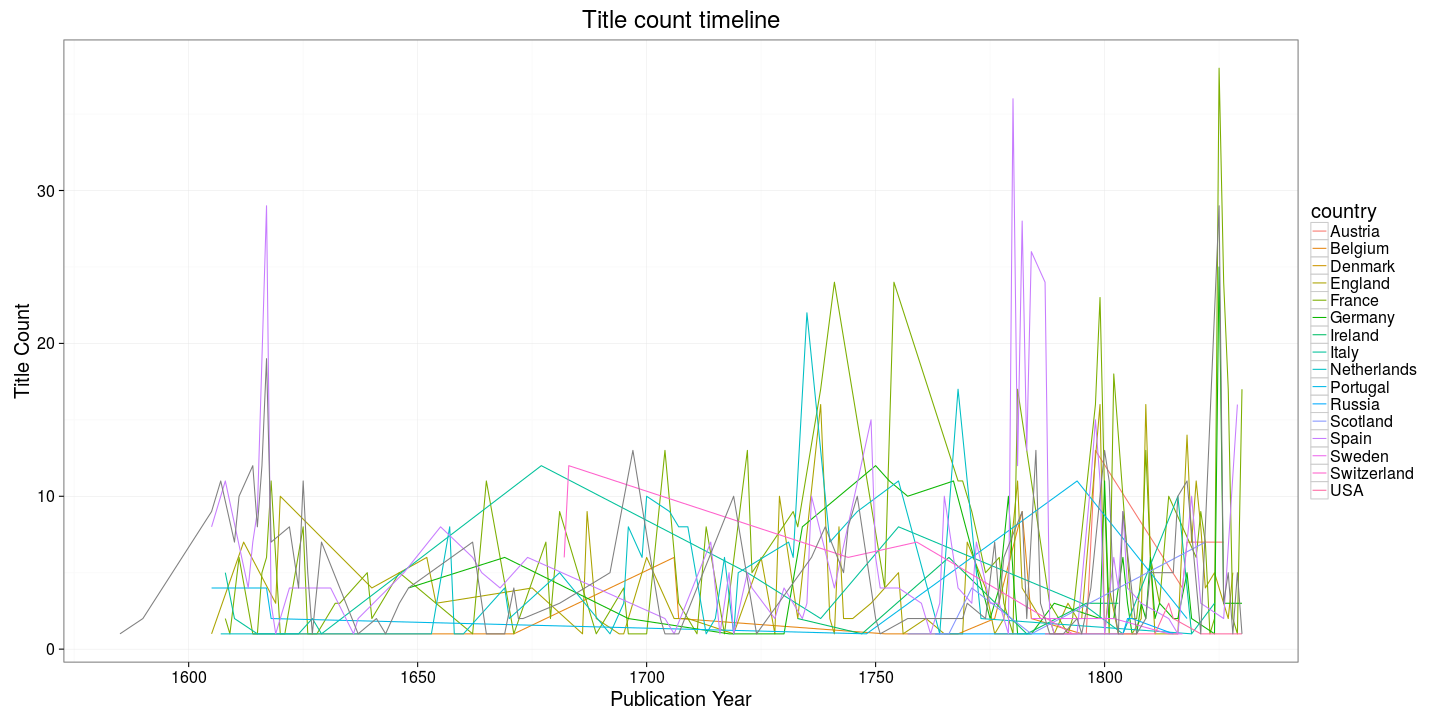 Title count timeline
Title Count
30
20
10
0
1600
1650
1700
1750
1800
Publication Year
country
Austria
Belgium
Denmark
England
France
Germany
Ireland
Italy
Netherlands
Portugal
Russia
Scotland
Spain
Sweden
Switzerland
USA